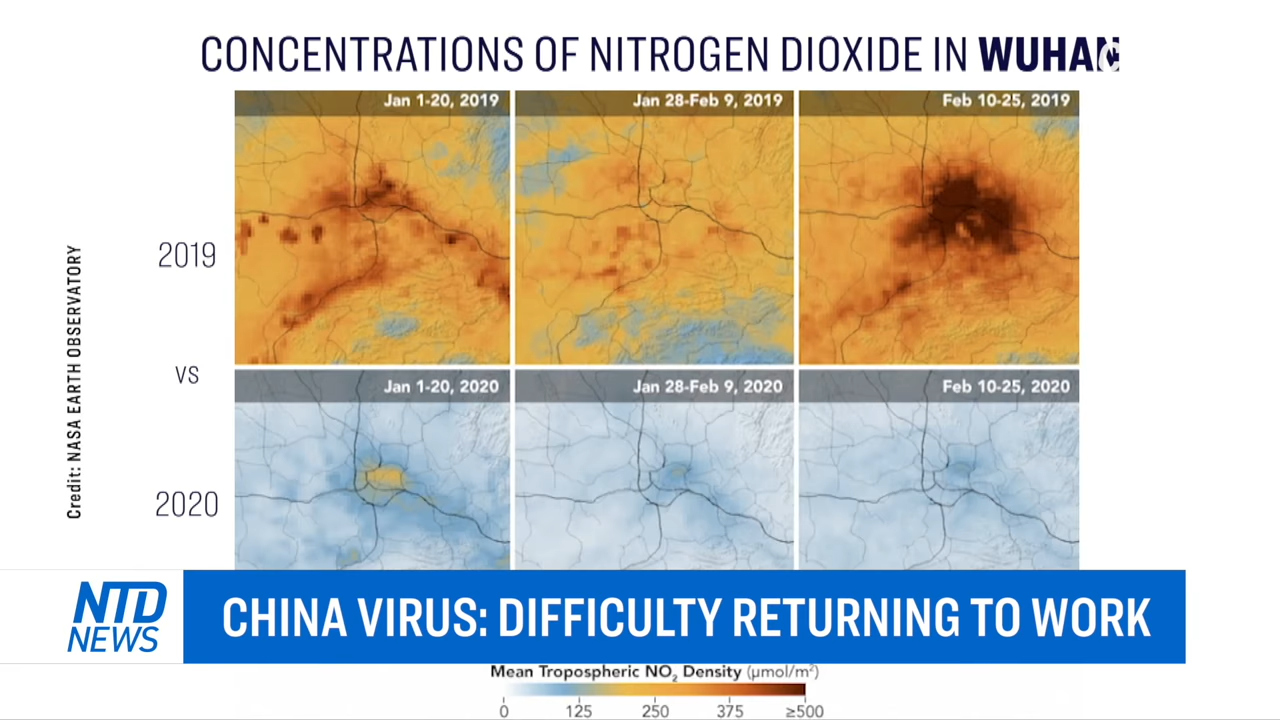 CONCENTRATIONS OF NITROGEN DIOXIDE IN WUHAN
Jan 1-20, 2019
Jan 28-Feb 9, 2019
Feb 10-25, 2019
2019
Credit: NASA EARTH OBSERVATORY
VS
Jan 1-20, 2020
Jan 28-Feb 9, 2020
Feb 10-25, 2020
2020
NTD
NEWS
CHINA VIRUS: DIFFICULTY RETURNING TO WORK
Mean Tropospheric NO₂ Density (µmol/m²)
0 125 250 375 ≥500